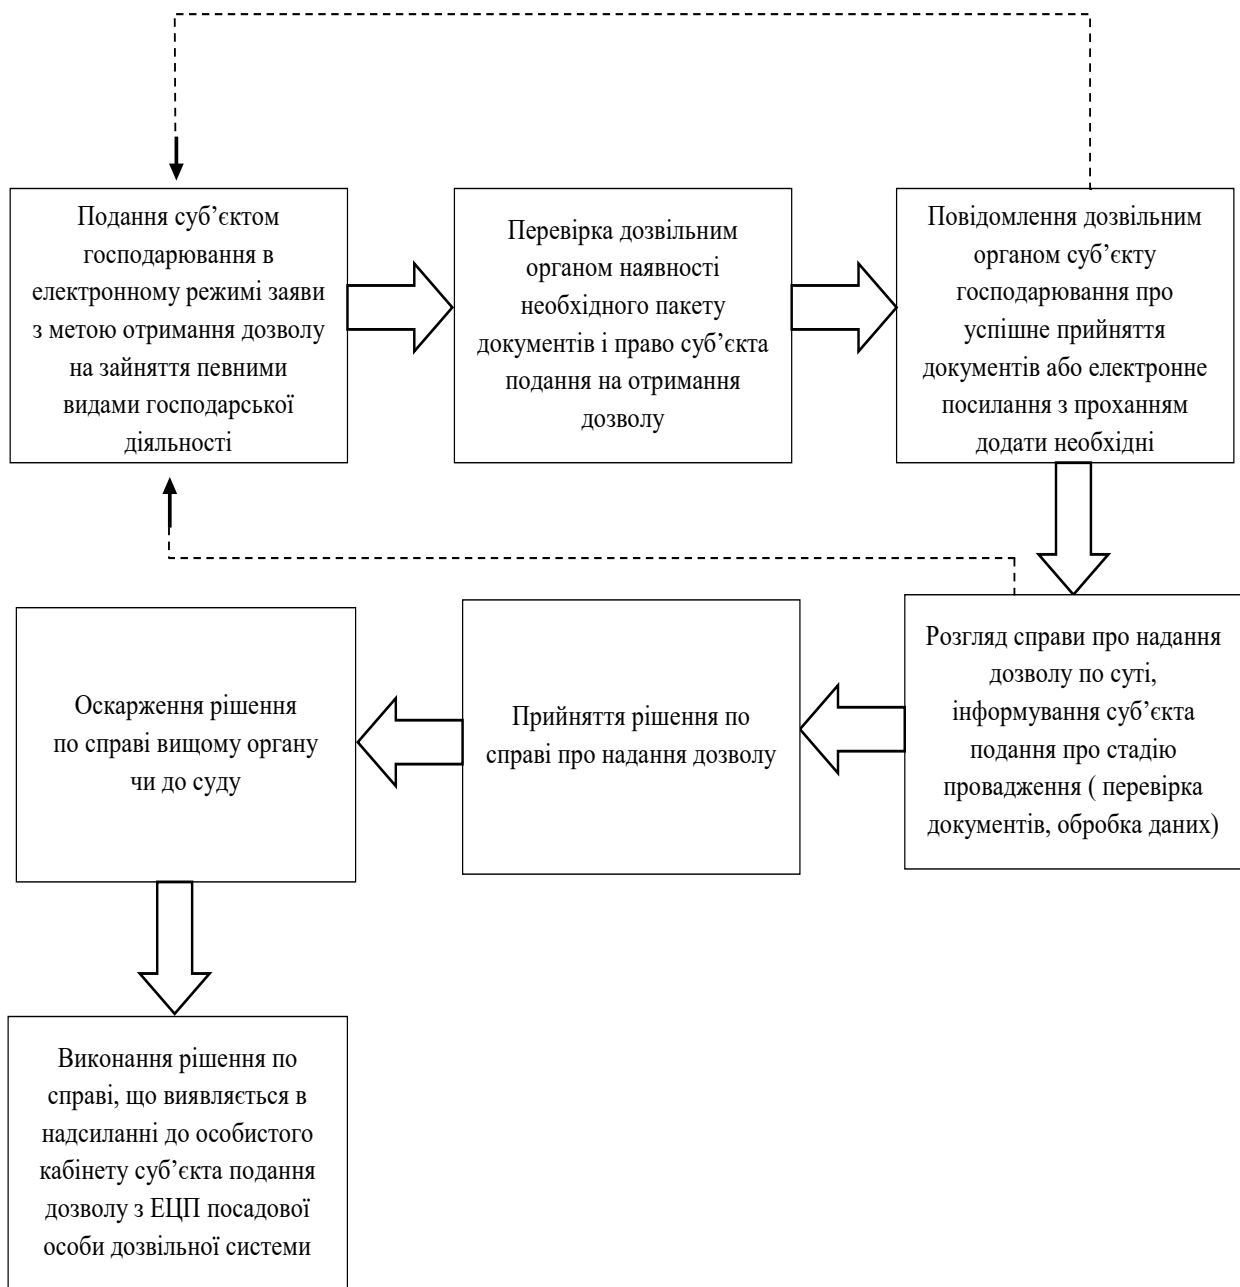 Подання суб’єктом
господарювання в
електронному режимі заяви
з метою отримання дозволу
на зайняття певними
видами господарської
діяльності
Перевірка дозвільним
органом наявності
необхідного пакету
документів і право суб’єкта
подання на отримання
дозволу
Повідомлення дозвільним
органом суб’єкту
господарювання про
успішне прийняття
документів або електронне
посилання з проханням
додати необхідні
Розгляд справи про надання
дозволу по суті,
інформування суб’єкта
подання про стадію
провадження ( перевірка
документів, обробка даних)
Прийняття рішення по
справі про надання дозволу
Оскарження рішення
по справі вищому органу
чи до суду
Виконання рішення по
справі, що виявляється в
надсиланні до особистого
кабінету суб’єкта подання
дозволу з ЕЦП посадової
особи дозвільної системи